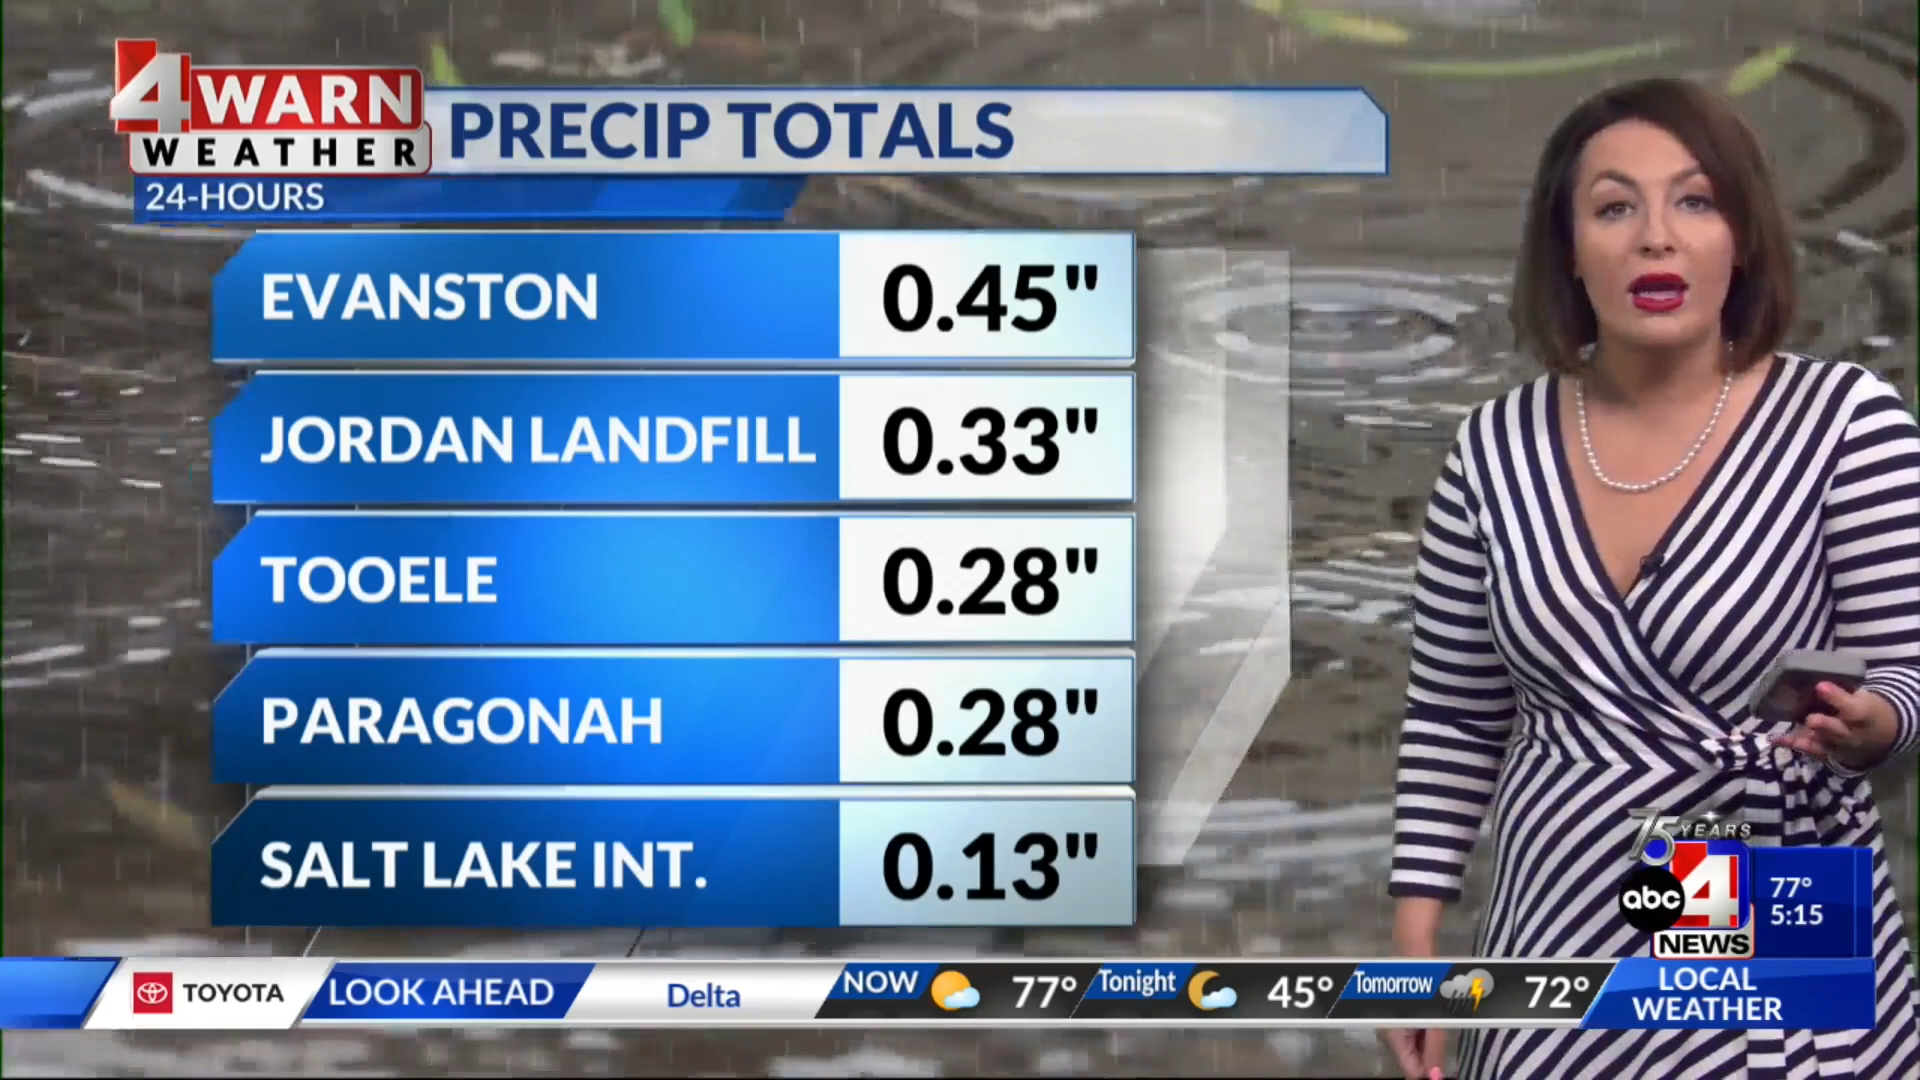 4WARN
WEATHER
PRECIP TOTALS
24-HOURS
EVANSTON 0.45"
JORDAN LANDFILL 0.33"
TOOELE 0.28"
PARAGONAH 0.28"
SALT LAKE INT. 0.13"
75 YEARS
abc 4
NEWS
77°
5:15
TOYOTA
LOOK AHEAD
Delta
NOW 77°
Tonight 45°
Tomorrow 72°
LOCAL
WEATHER